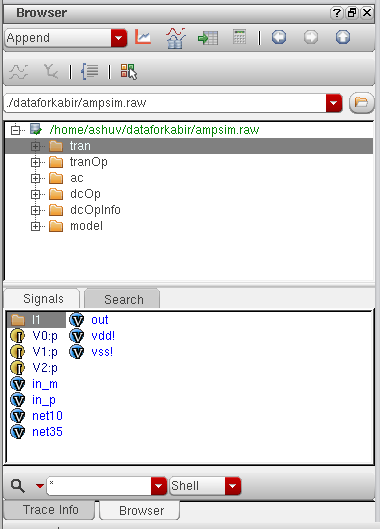 Browser
Append
./dataforkabir/ampsim.raw
/home/ashuv/dataforkabir/ampsim.raw
tran
tranOp
ac
dcOp
dcOpInfo
model
Signals Search
I1 out
V0:p vdd!
V1:p vss!
V2:p
in_m
in_p
net10
net35
* Shell
Trace Info Browser